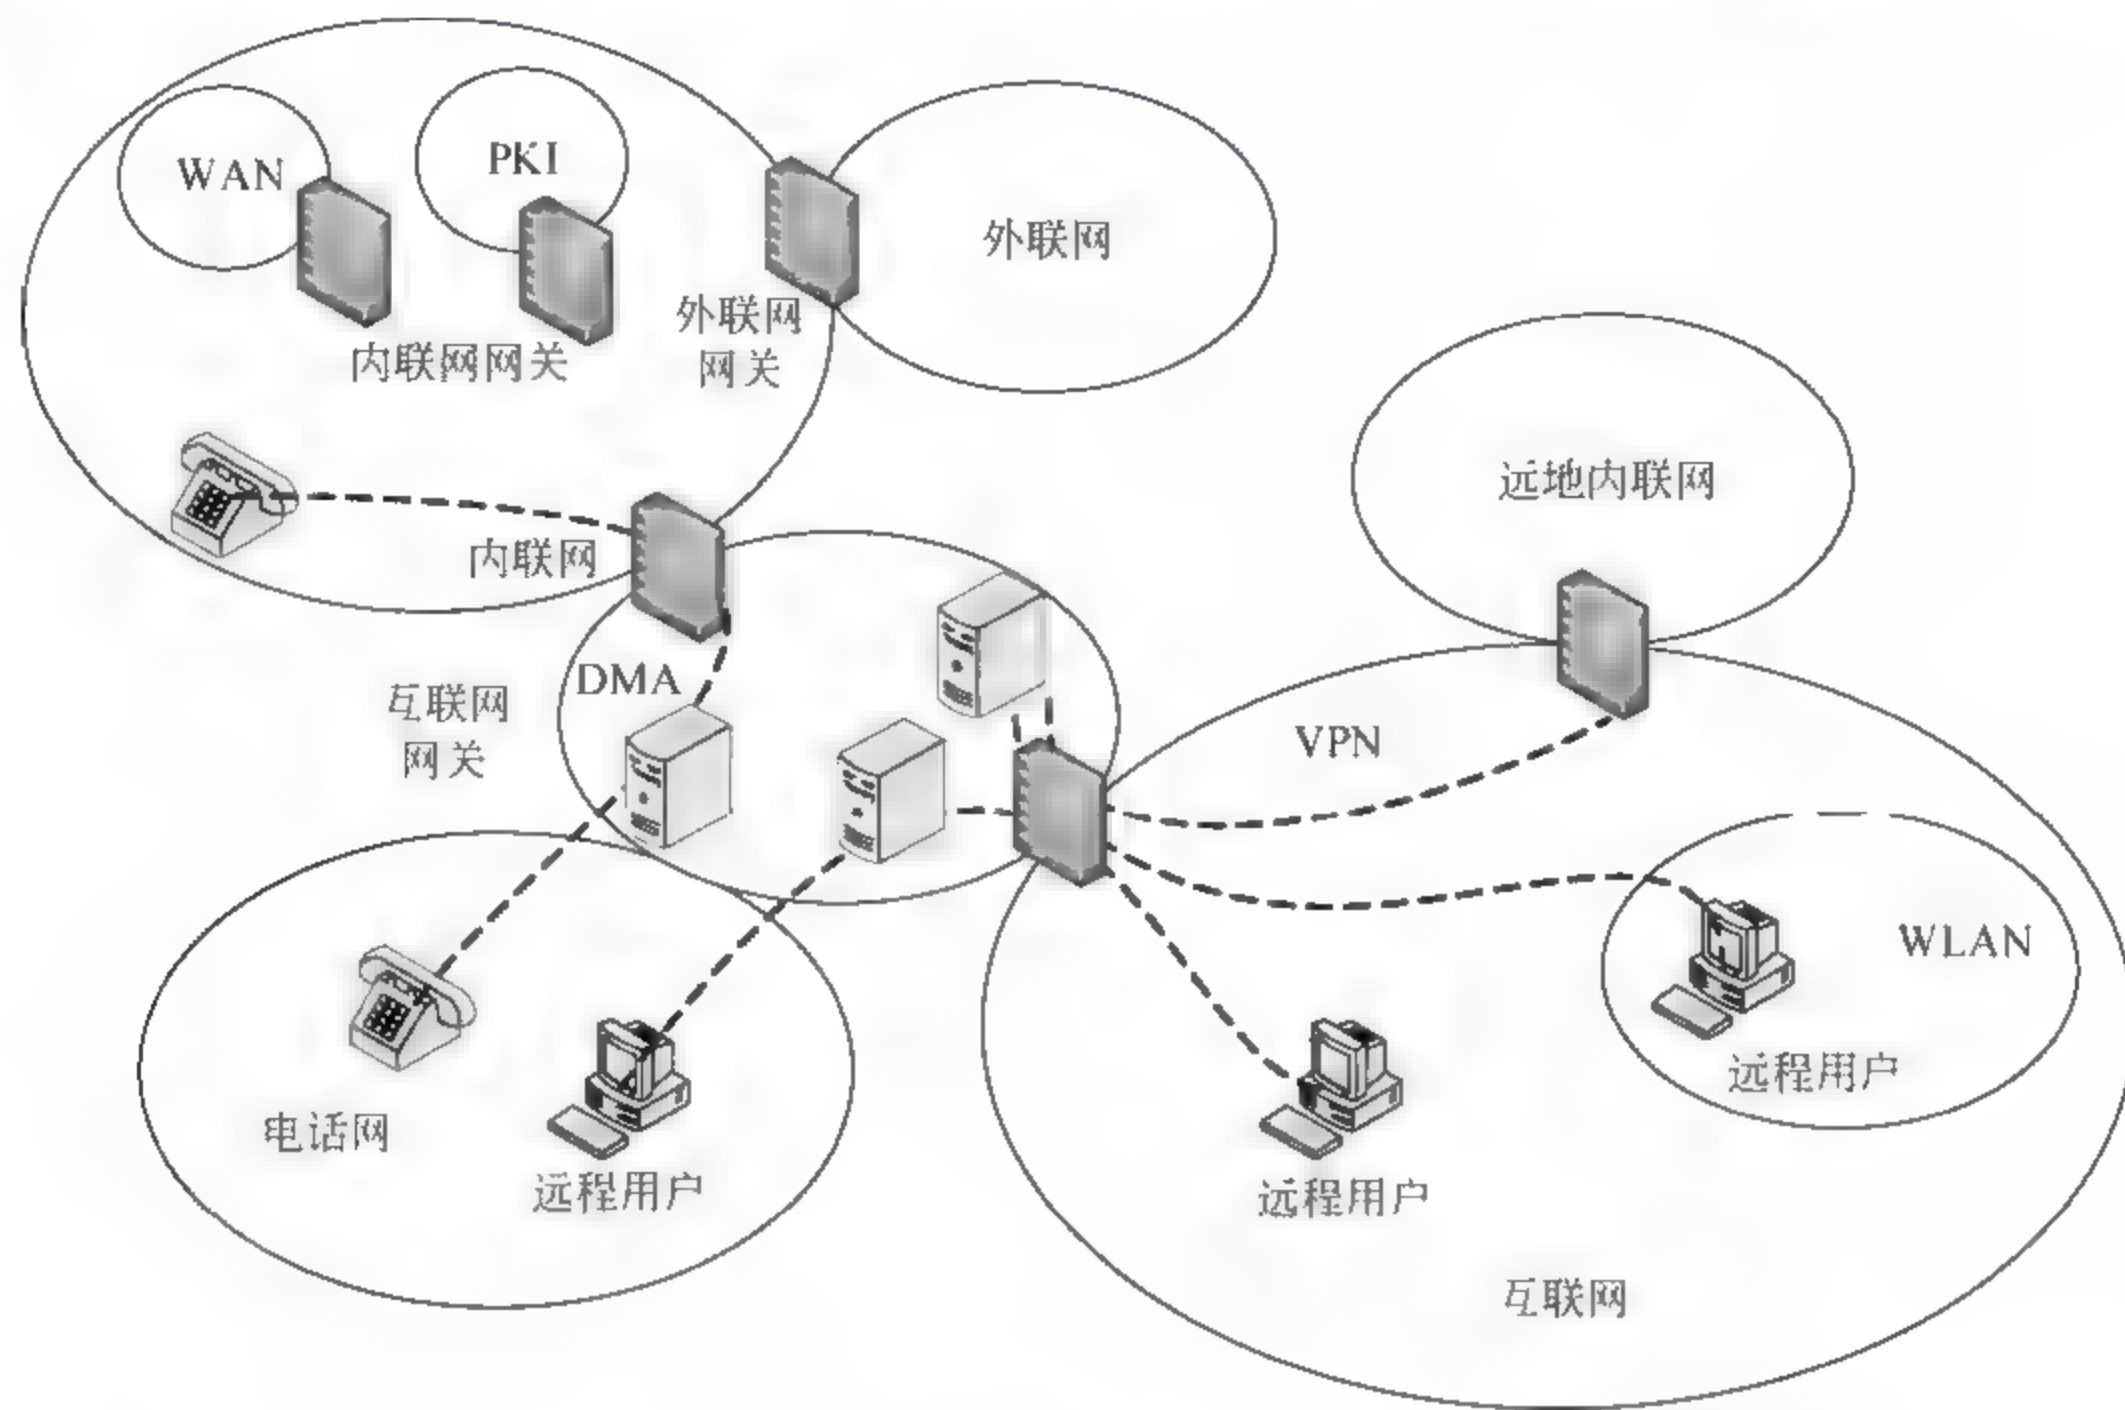 WAN
PKI
外联网
内联网网关
外联网
网关
远地内联网
内联网
DMA
互联网
网关
VPN
WLAN
远程用户
电话网
远程用户
远程用户
互联网